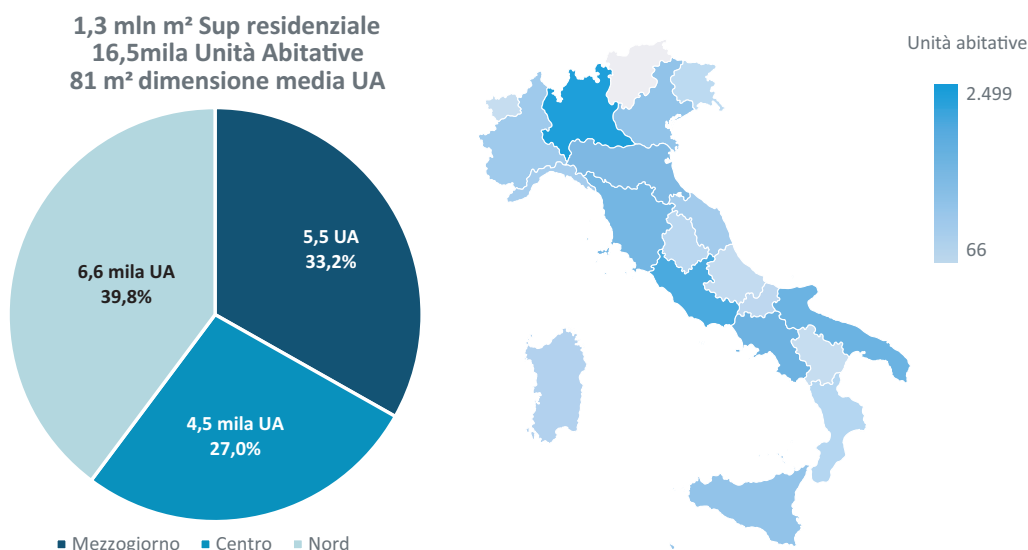 1,3 mln m² Sup residenziale
16,5mila Unità Abitative
81 m² dimensione media UA
5,5 UA
33,2%
6,6 mila UA
39,8%
4,5 mila UA
27,0%
Mezzogiorno Centro Nord
Unità abitative
2.499
66